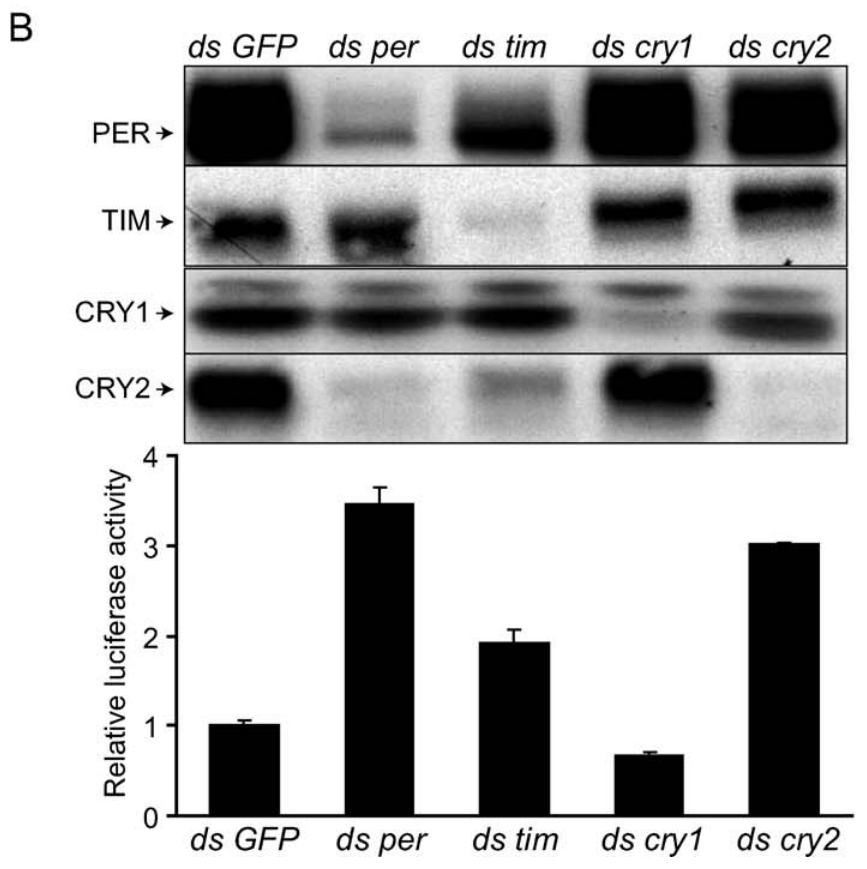 B
ds GFP ds per ds tim ds cry1 ds cry2
PER
TIM
CRY1
CRY2
Relative luciferase activity
4
3
2
1
0
ds GFP ds per ds tim ds cry1 ds cry2